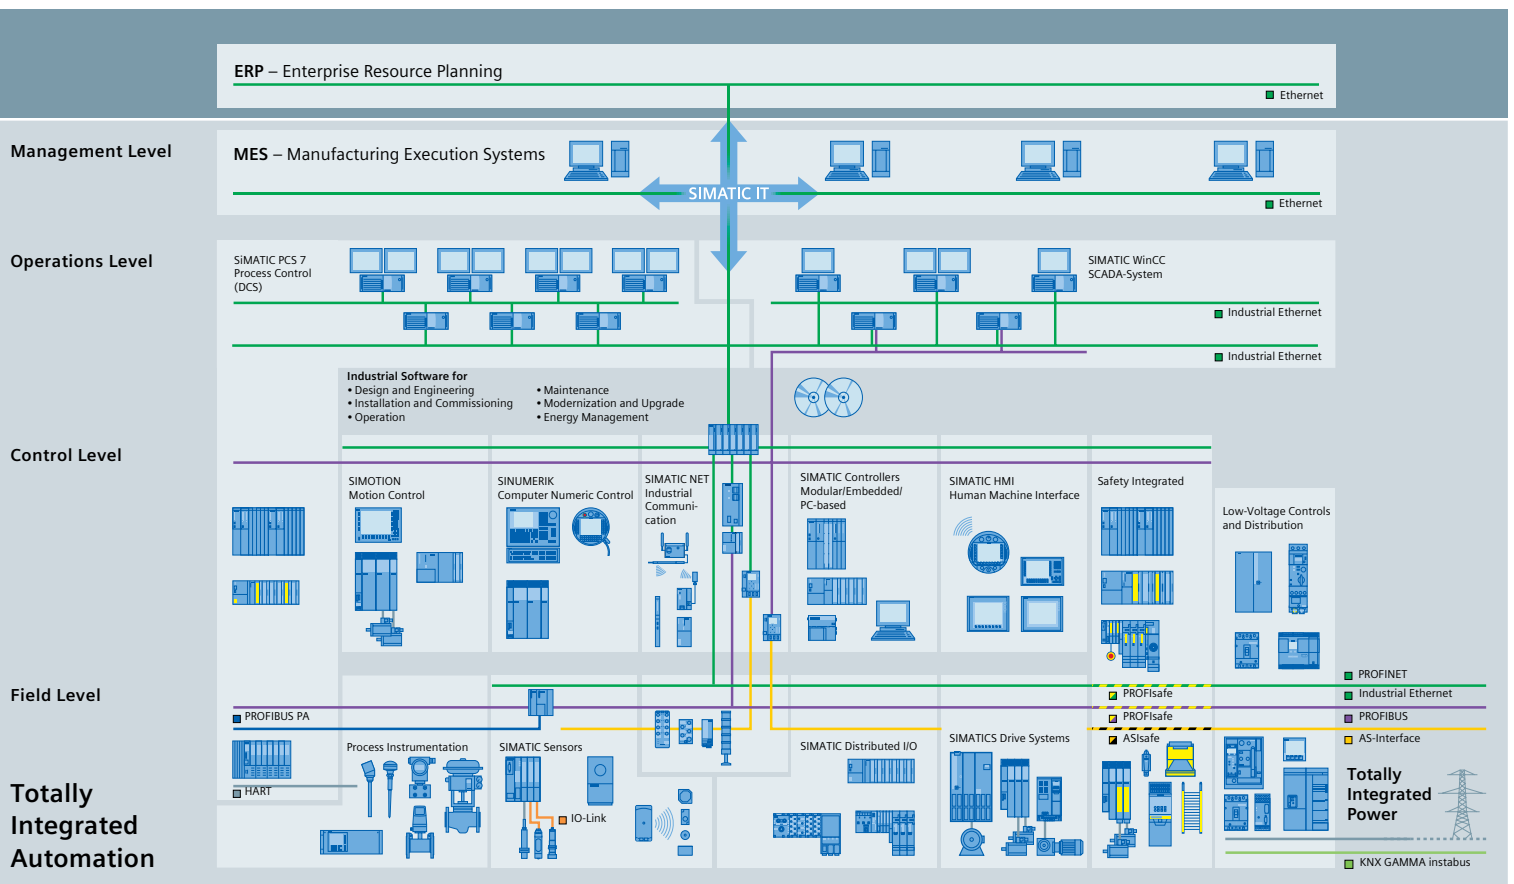 ERP – Enterprise Resource Planning
Ethernet
Management Level
MES – Manufacturing Execution Systems
SIMATIC IT
Ethernet
Operations Level
SiMATIC PCS 7
Process Control
(DCS)
SIMATIC WinCC
SCADA-System
Industrial Ethernet
Industrial Ethernet
Industrial Software for
• Design and Engineering
• Installation and Commissioning
• Operation
• Maintenance
• Modernization and Upgrade
• Energy Management
Control Level
SIMOTION
Motion Control
SINUMERIK
Computer Numeric Control
SIMATIC NET
Industrial
Communi-
cation
SIMATIC Controllers
Modular/Embedded/
PC-based
SIMATIC HMI
Human Machine Interface
Safety Integrated
Low-Voltage Controls
and Distribution
Field Level
PROFINET
PROFIsafe
Industrial Ethernet
PROFIBUS PA
PROFIsafe
PROFIBUS
ASIsafe
AS-Interface
Process Instrumentation
SIMATIC Sensors
SIMATIC Distributed I/O
SIMATICS Drive Systems
HART
IO-Link
Totally
Integrated
Automation
Totally
Integrated
Power
KNX GAMMA instabus